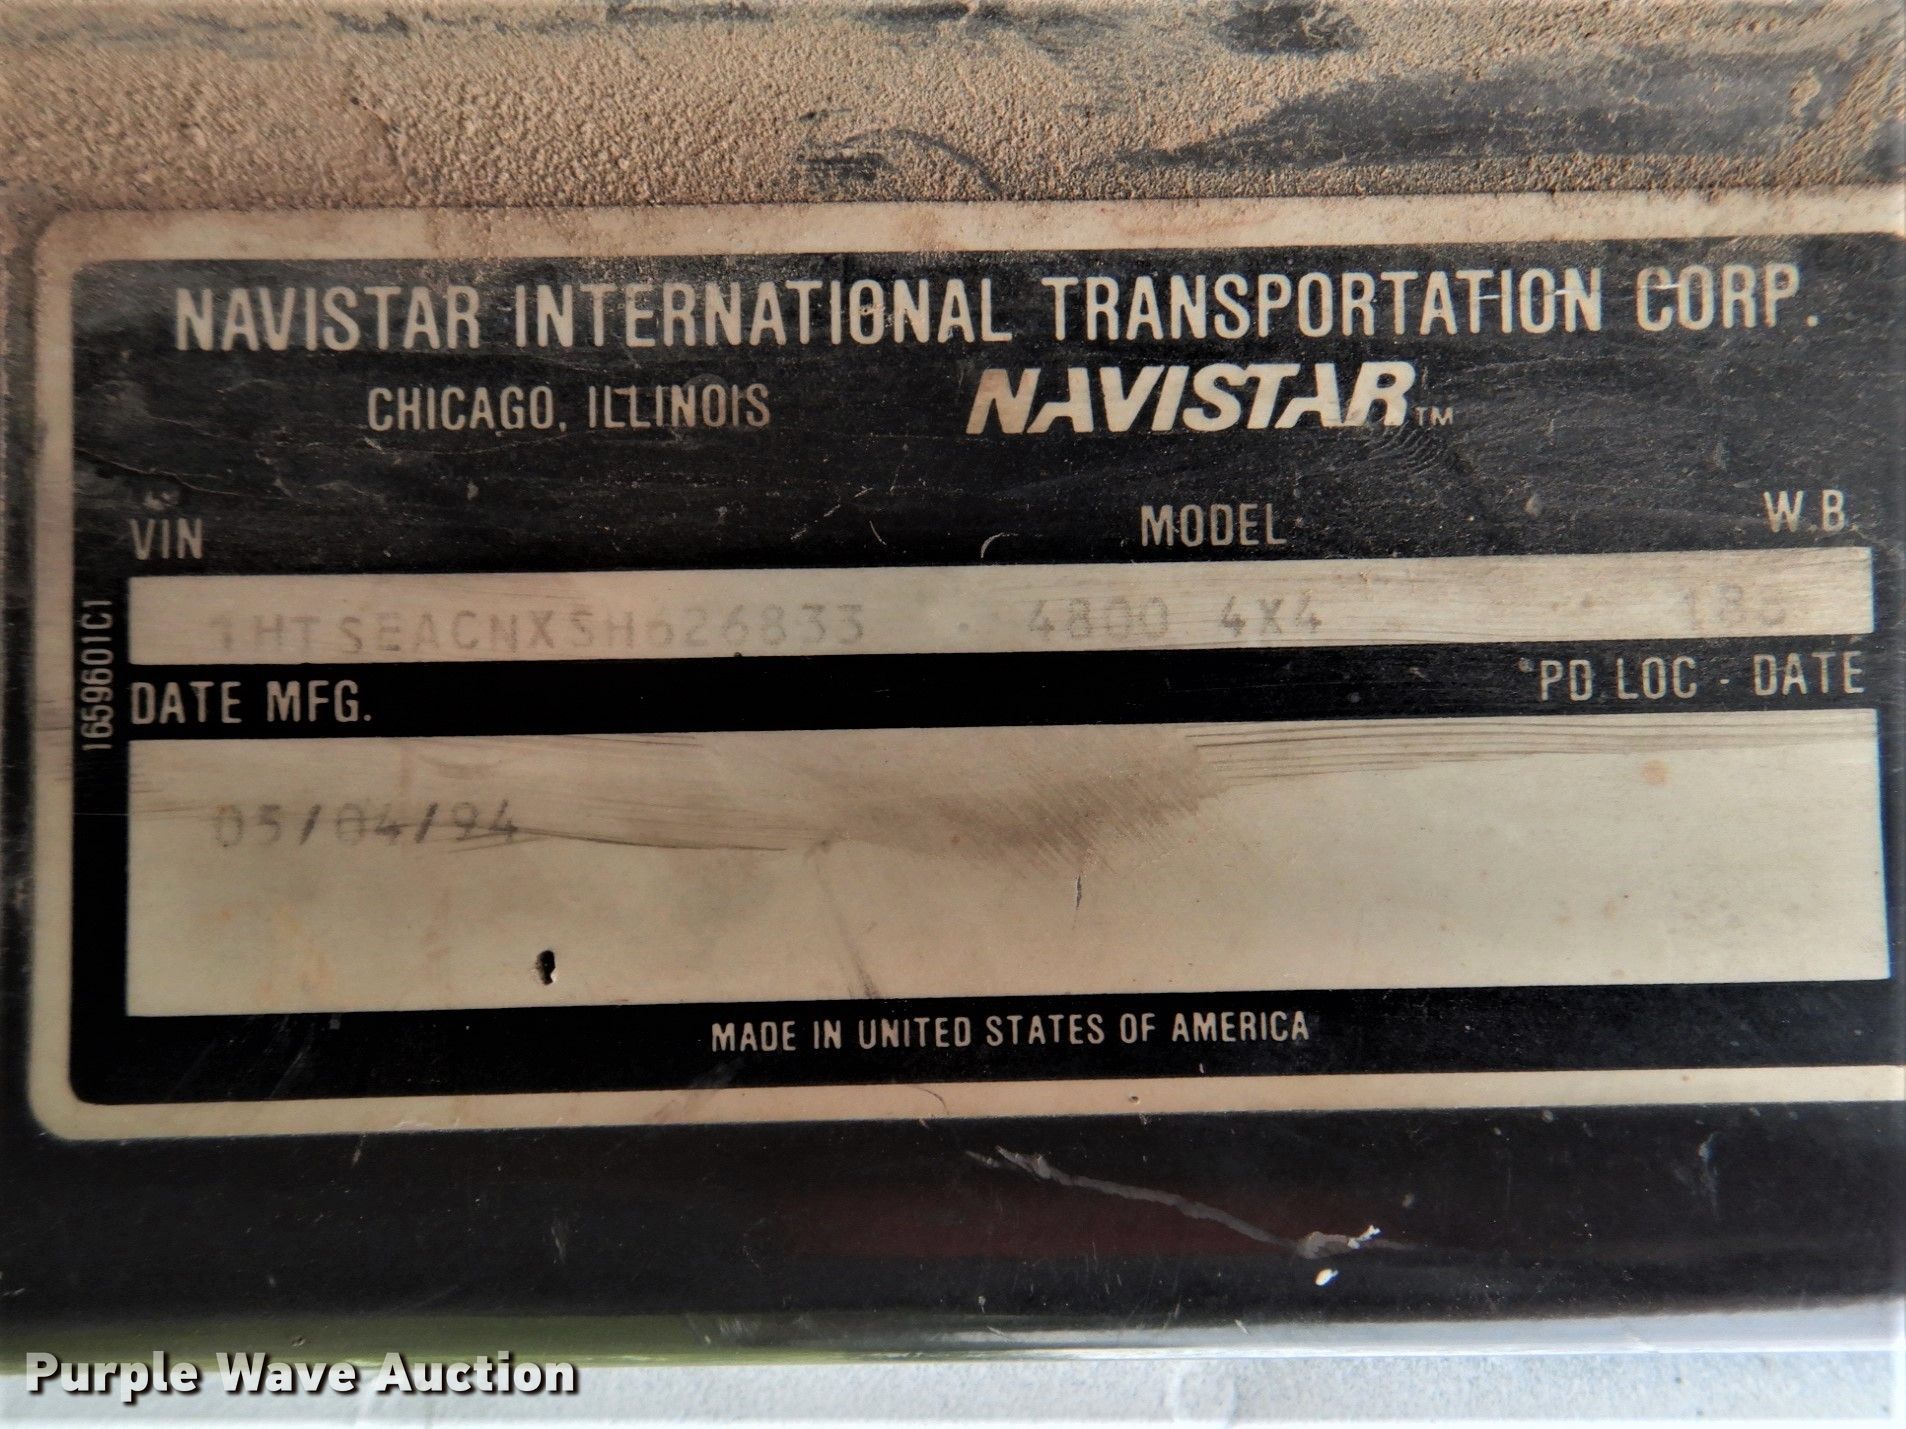 NAVISTAR INTERNATIONAL TRANSPORTATION CORP.
CHICAGO, ILLINOIS NAVISTAR™
VIN MODEL W.B.
1HTSEACNXSH626833 4800 4X4
1659601C1
DATE MFG. PD LOC - DATE
05/04/94
MADE IN UNITED STATES OF AMERICA
Purple Wave Auction